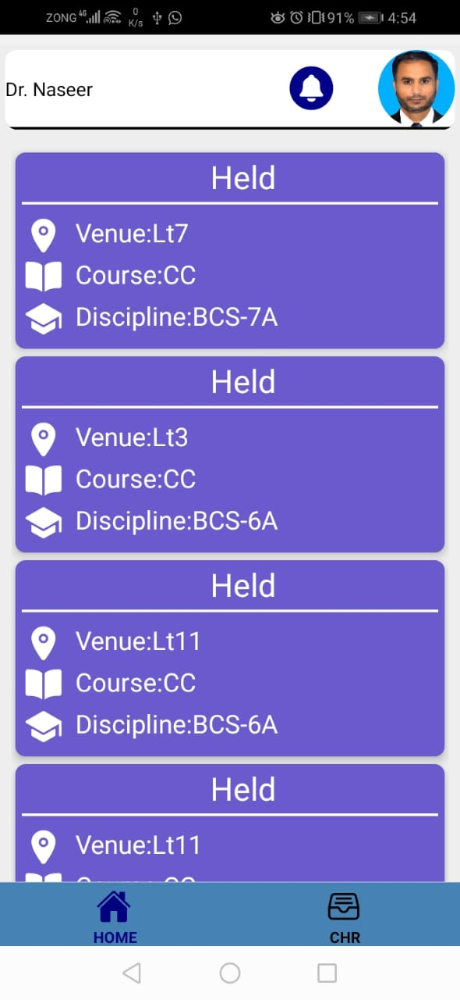 ZONG 4G 0 K/s 91% 4:54
Dr. Naseer
Held
Venue:Lt7
Course:CC
Discipline:BCS-7A
Held
Venue:Lt3
Course:CC
Discipline:BCS-6A
Held
Venue:Lt11
Course:CC
Discipline:BCS-6A
Held
Venue:Lt11
HOME CHR